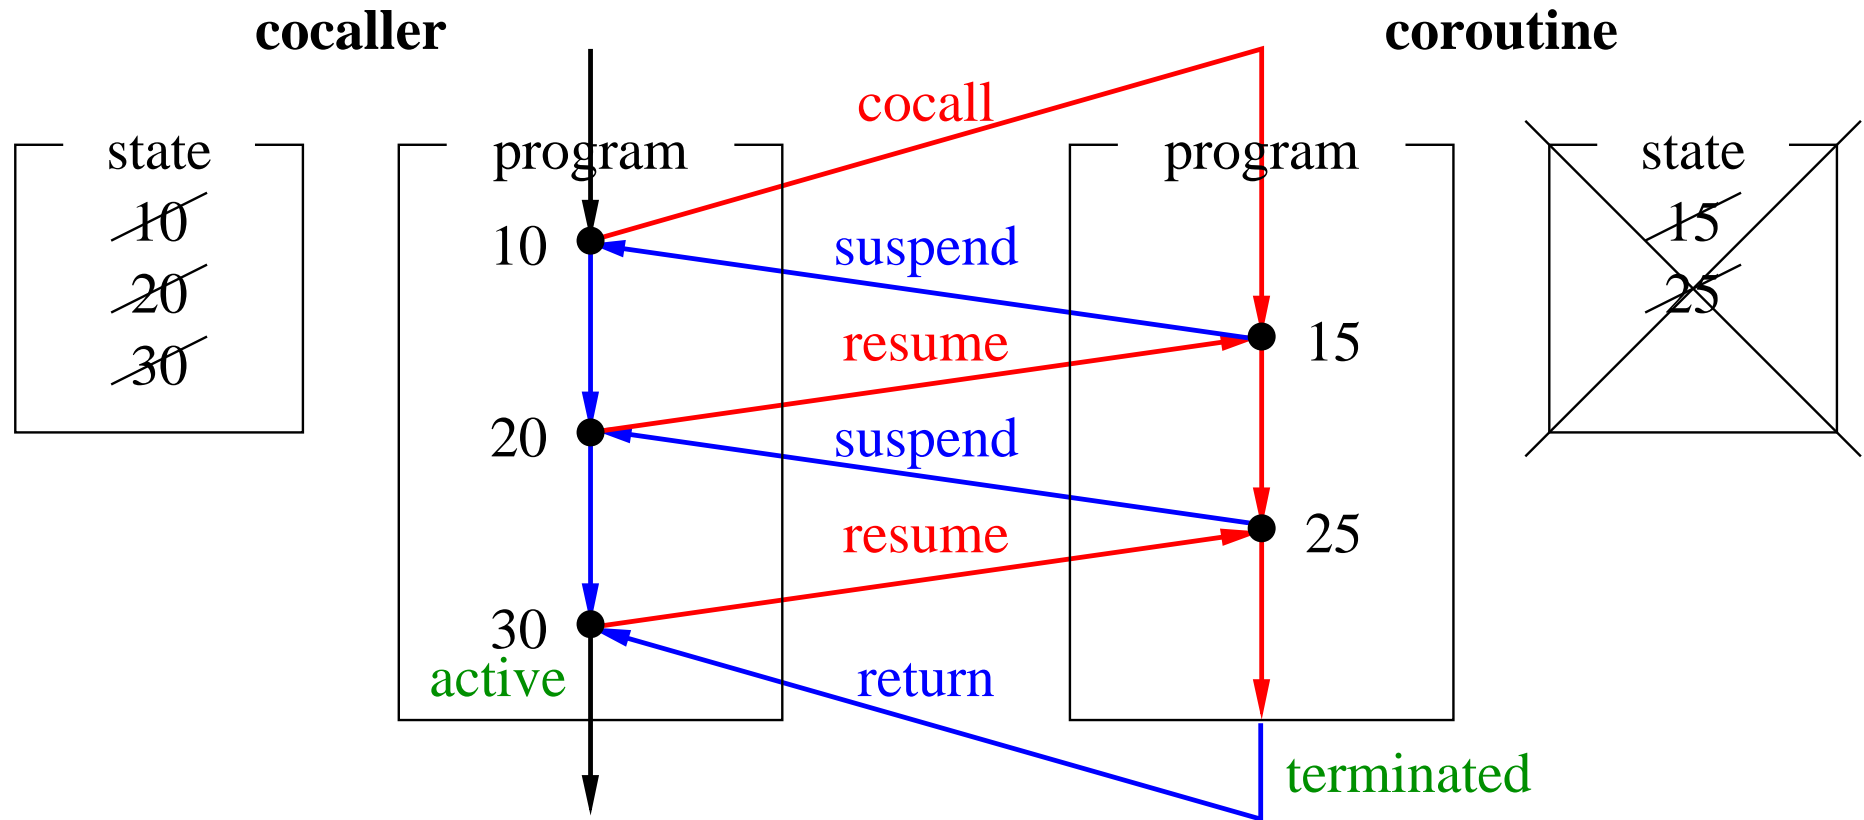 cocaller
coroutine
cocall
state
program
program
state
10
15
10
suspend
20
25
resume
15
30
20
suspend
resume
25
30
active
return
terminated